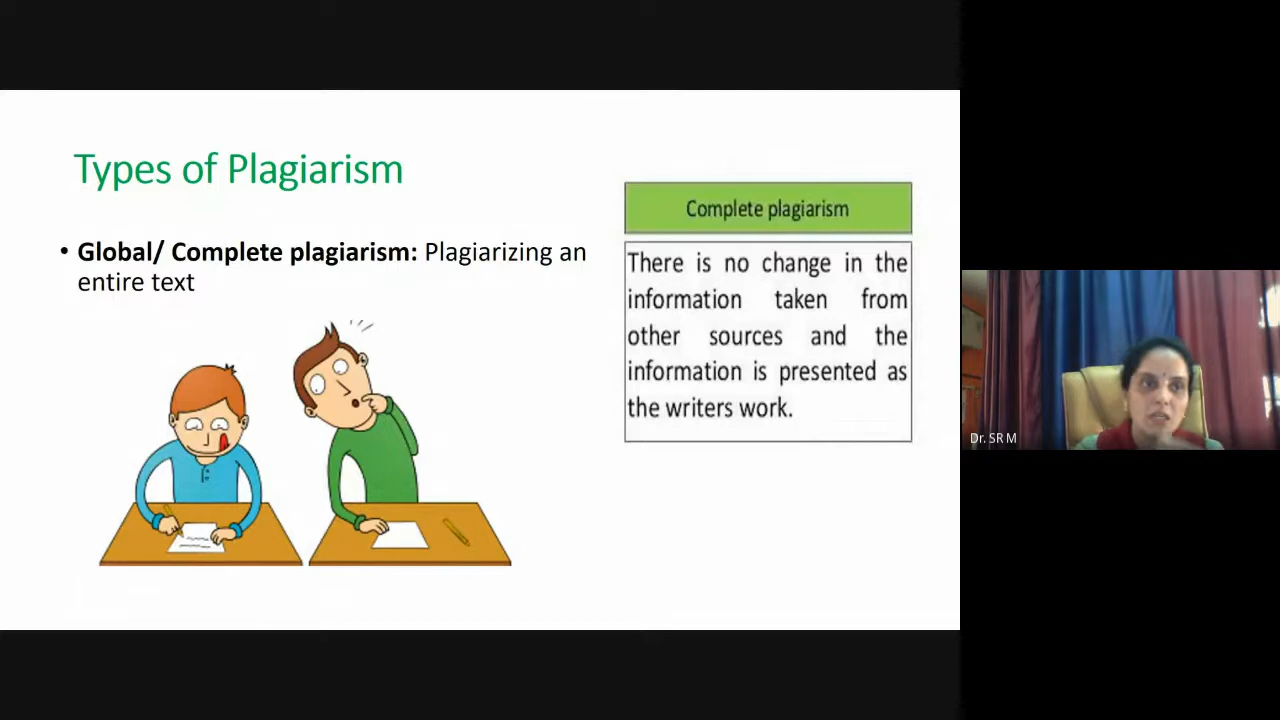 Types of Plagiarism
• Global/ Complete plagiarism: Plagiarizing an
entire text
Complete plagiarism
There is no change in the
information taken from
other sources and the
information is presented as
the writers work.
Dr. SR M